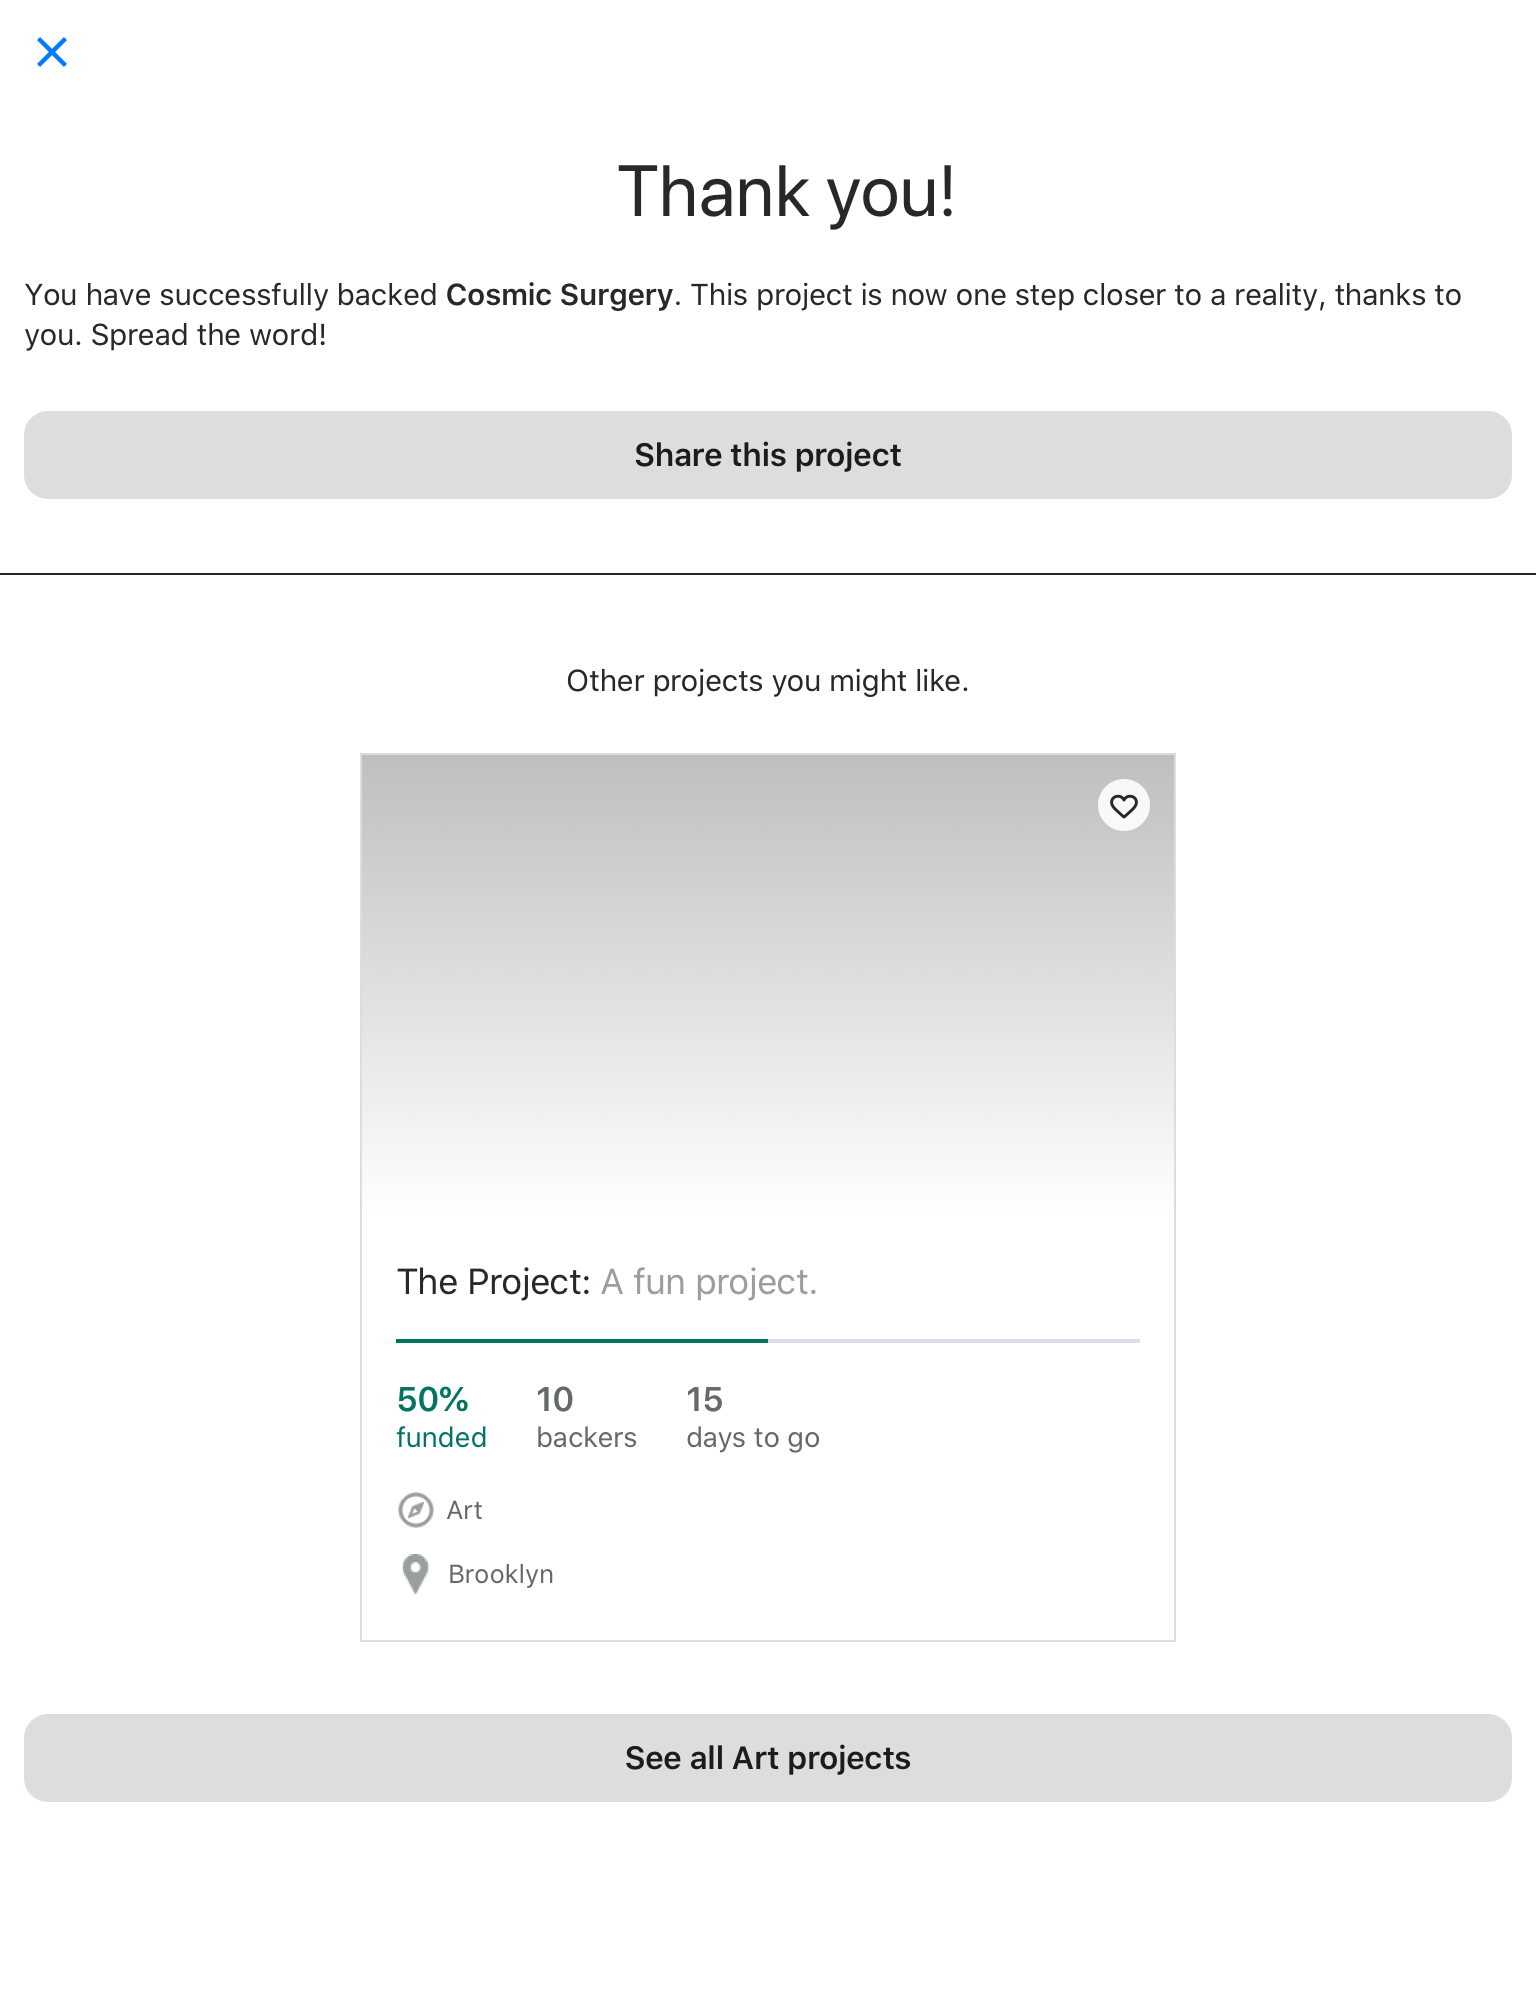 Thank you!
You have successfully backed Cosmic Surgery. This project is now one step closer to a reality, thanks to
you. Spread the word!
Share this project
Other projects you might like.
The Project: A fun project.
50% 10 15
funded backers days to go
Art
Brooklyn
See all Art projects